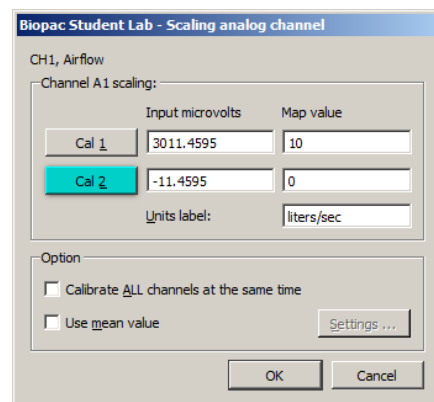 Biopac Student Lab - Scaling analog channel
CH1, Airflow
Channel A1 scaling:
Input microvolts Map value
Cal 1 3011.4595 10
Cal 2 -11.4595 0
Units label: liters/sec
Option
Calibrate ALL channels at the same time
Use mean value Settings ...
OK Cancel